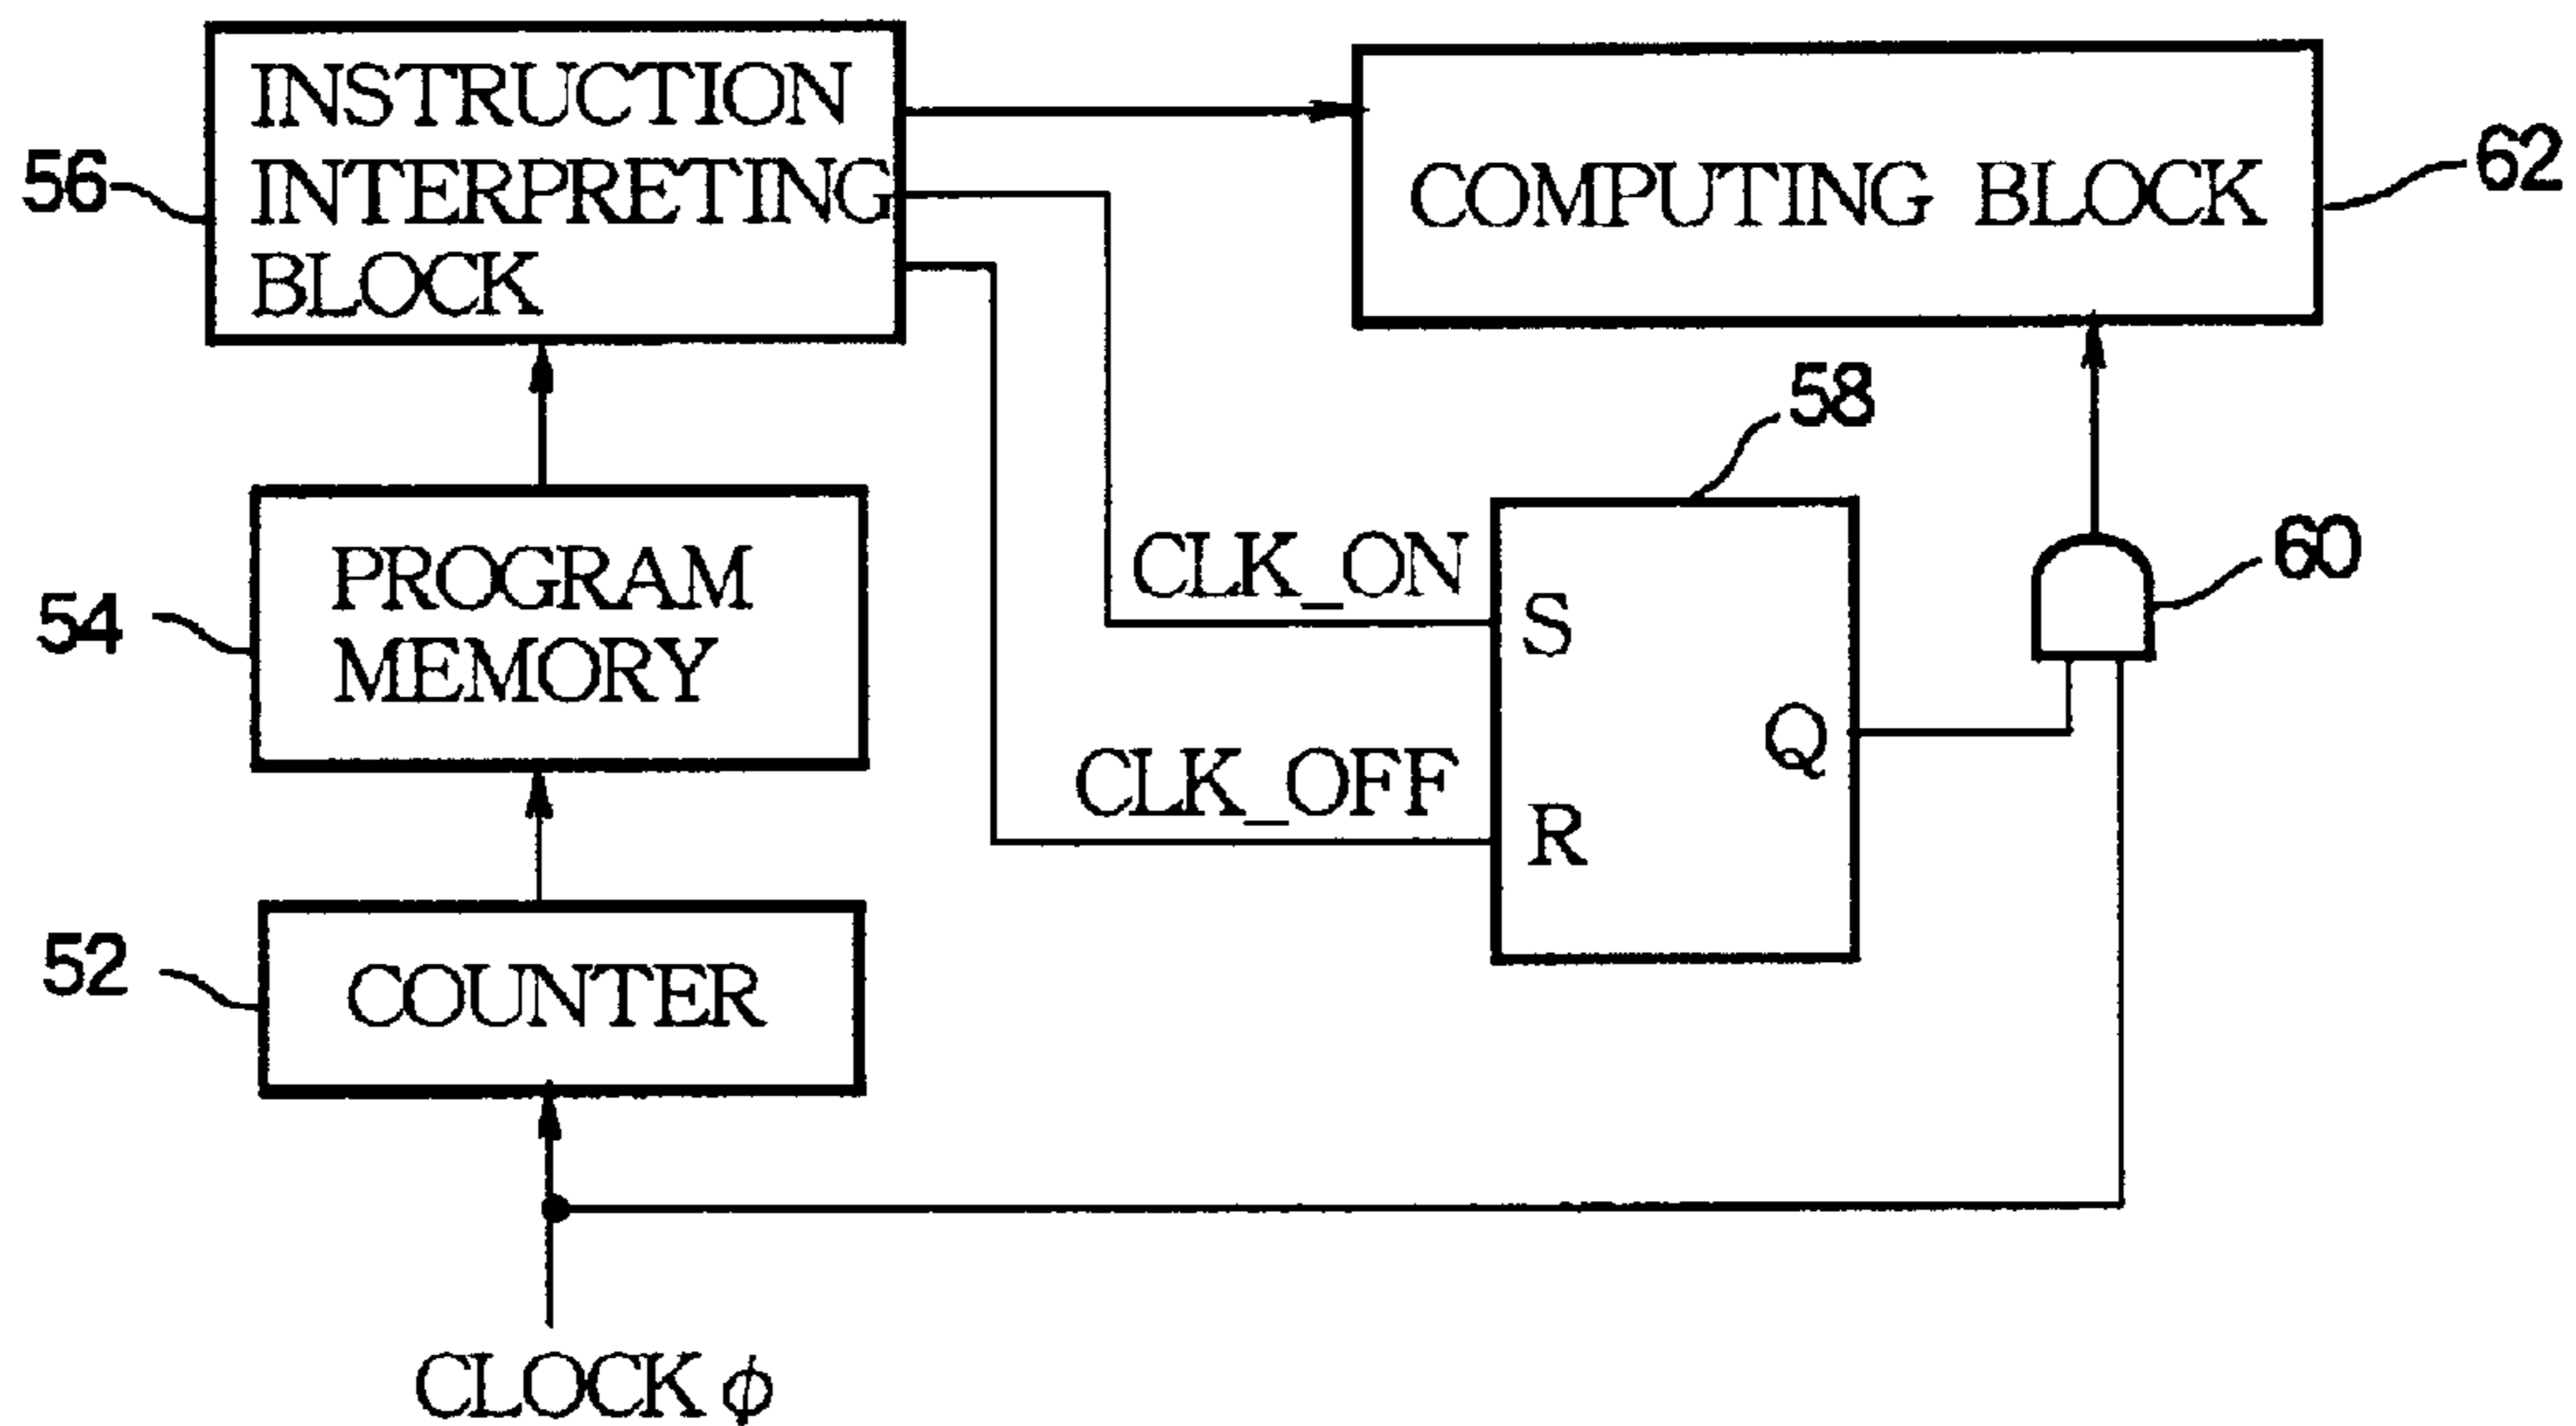 INSTRUCTION
INTERPRETING
BLOCK
56
COMPUTING BLOCK
62
58
PROGRAM
MEMORY
54
CLK_ON
S
60
Q
CLK_OFF
R
52
COUNTER
CLOCK ϕ